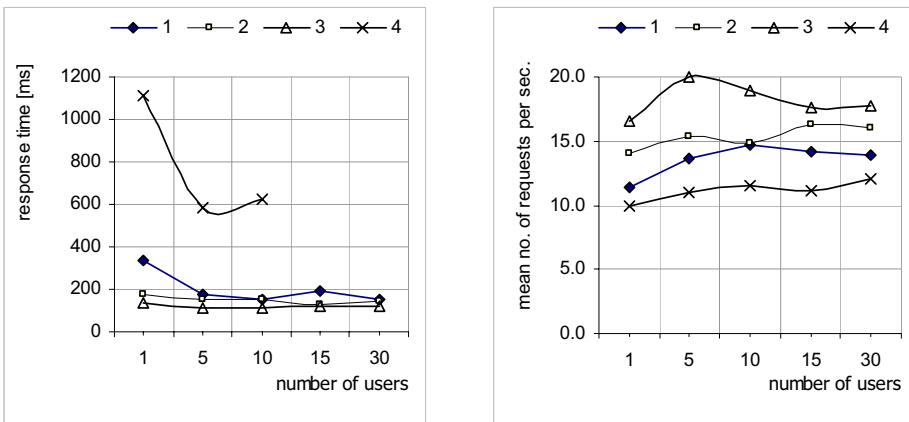 1 2 3 4
response time [ms]
1200
1000
800
600
400
200
0
1 5 10 15 30
number of users
1 2 3 4
mean no. of requests per sec.
20.0
15.0
10.0
5.0
0.0
1 5 10 15 30
number of users